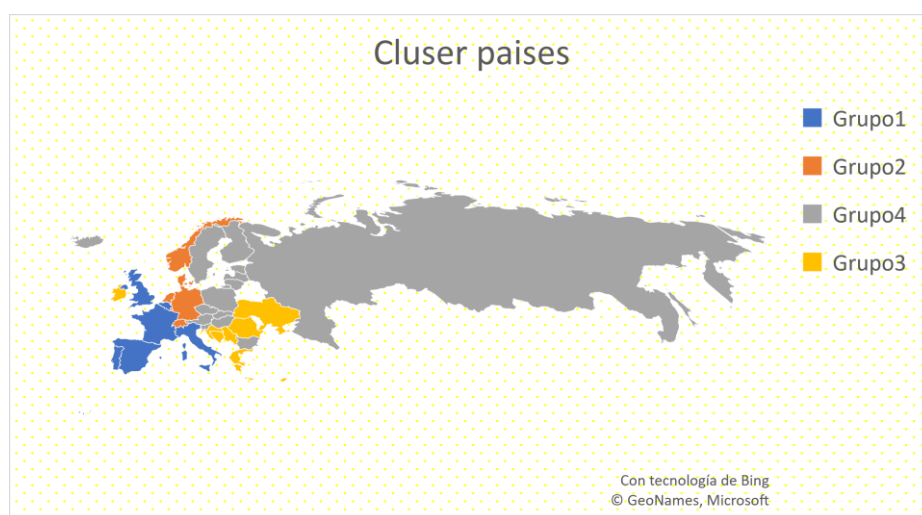 Cluser paises
Grupo1
Grupo2
Grupo4
Grupo3
Con tecnología de Bing
© GeoNames, Microsoft